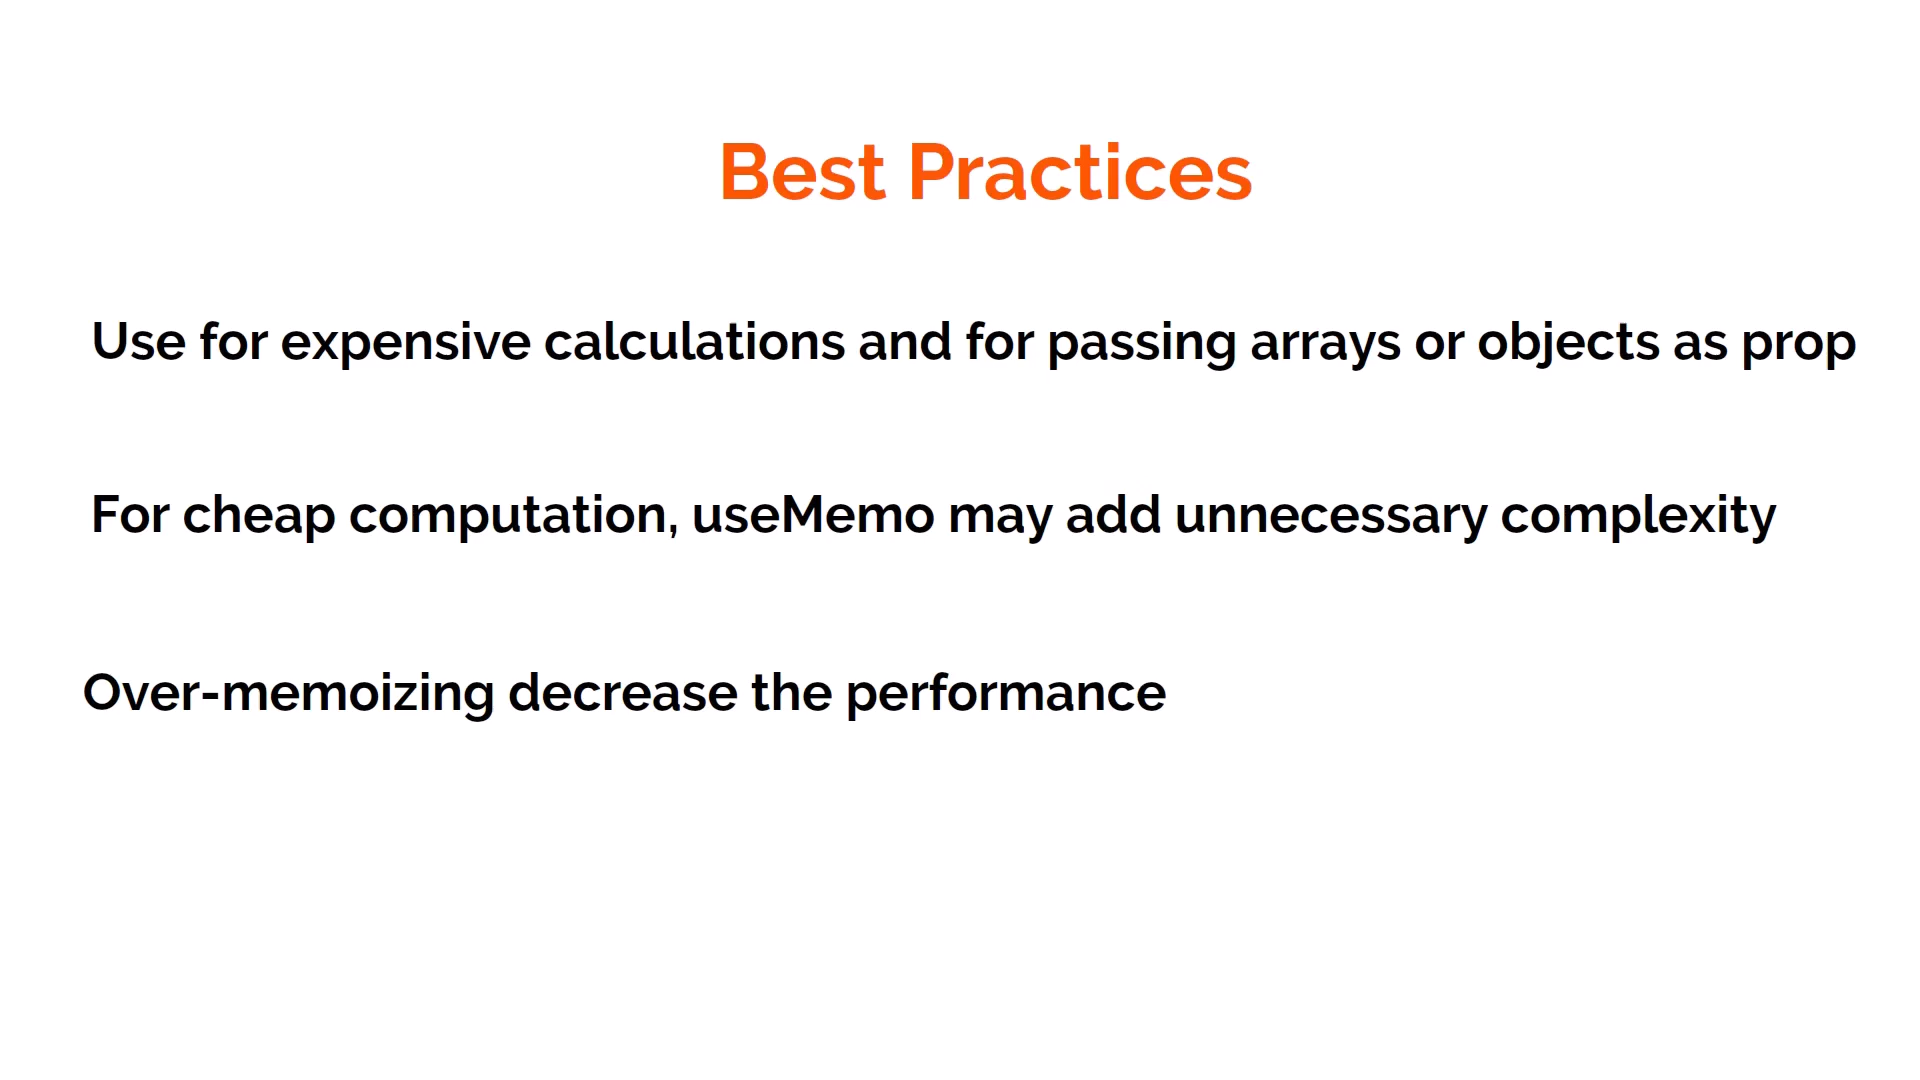 Best Practices
Use for expensive calculations and for passing arrays or objects as prop
For cheap computation, useMemo may add unnecessary complexity
Over-memoizing decrease the performance